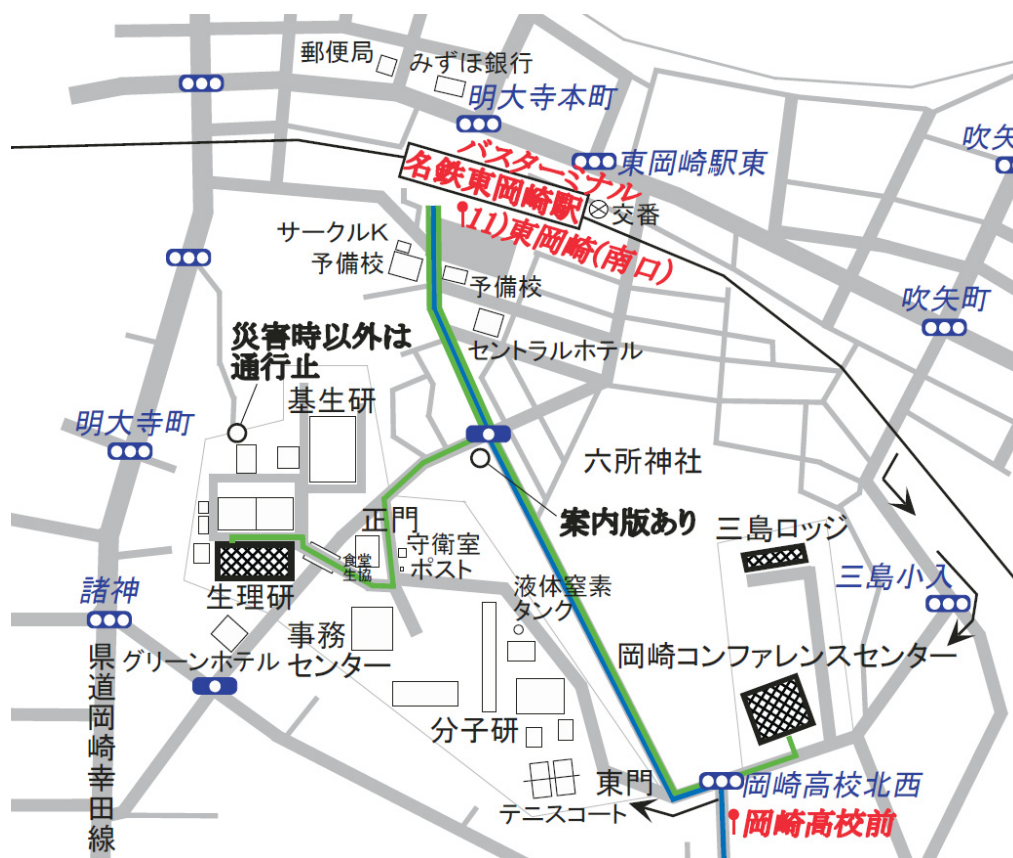 郵便局
みずほ銀行
明大寺本町
吹矢
バスターミナル
東岡崎駅東
名鉄東岡崎駅
交番
11)東岡崎(南口)
サークルK
予備校
予備校
吹矢町
災害時以外は
通行止
セントラルホテル
基生研
明大寺町
六所神社
案内版あり
正門
三島ロッジ
守衛室
ポスト
食堂
生協
液体窒素
タンク
三島小入
諸神
生理研
事務
センター
岡崎コンファレンスセンター
グリーンホテル
県道岡崎幸田線
分子研
東門
岡崎高校北西
テニスコート
岡崎高校前